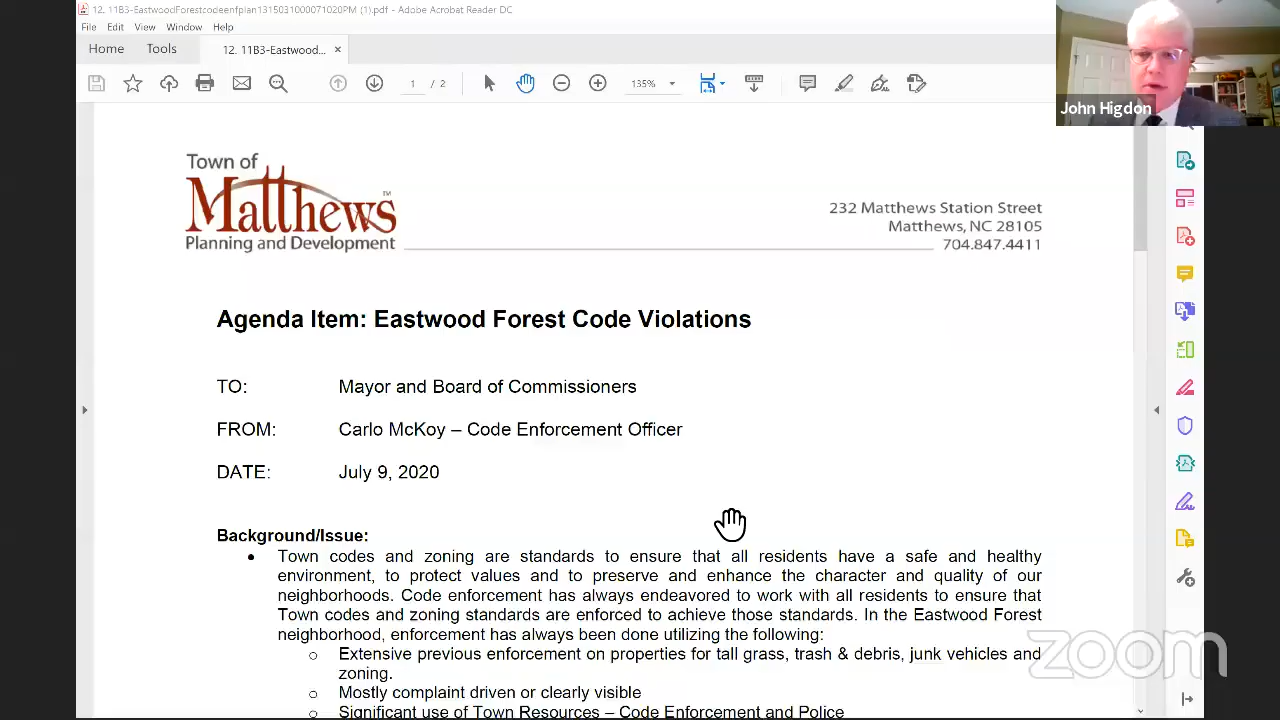 12. 11B3-EastwoodForestcodeenfplan1315031000071020PM (1).pdf - Adobe Acrobat Reader DC
File Edit View Window Help
Home Tools 12. 11B3-Eastwood... ×
1 / 2 135%
John Higdon
Town of
Matthews™
Planning and Development
232 Matthews Station Street
Matthews, NC 28105
704.847.4411
Agenda Item: Eastwood Forest Code Violations
TO: Mayor and Board of Commissioners
FROM: Carlo McKoy – Code Enforcement Officer
DATE: July 9, 2020
Background/Issue:
• Town codes and zoning are standards to ensure that all residents have a safe and healthy
environment, to protect values and to preserve and enhance the character and quality of our
neighborhoods. Code enforcement has always endeavored to work with all residents to ensure that
Town codes and zoning standards are enforced to achieve those standards. In the Eastwood Forest
neighborhood, enforcement has always been done utilizing the following:
o Extensive previous enforcement on properties for tall grass, trash & debris, junk vehicles and
zoning.
o Mostly complaint driven or clearly visible
o Significant use of Town Resources – Code Enforcement and Police
zoom